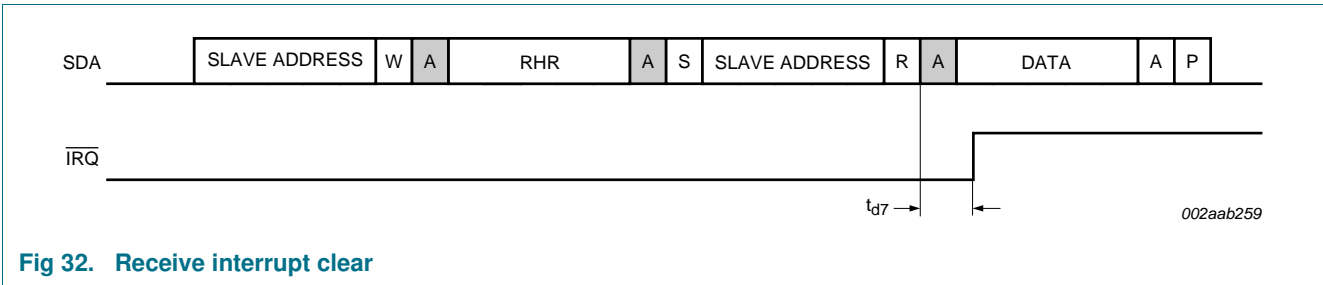 SDA SLAVE ADDRESS W A RHR A S SLAVE ADDRESS R A DATA A P
IRQ
td7
002aab259
Fig 32. Receive interrupt clear